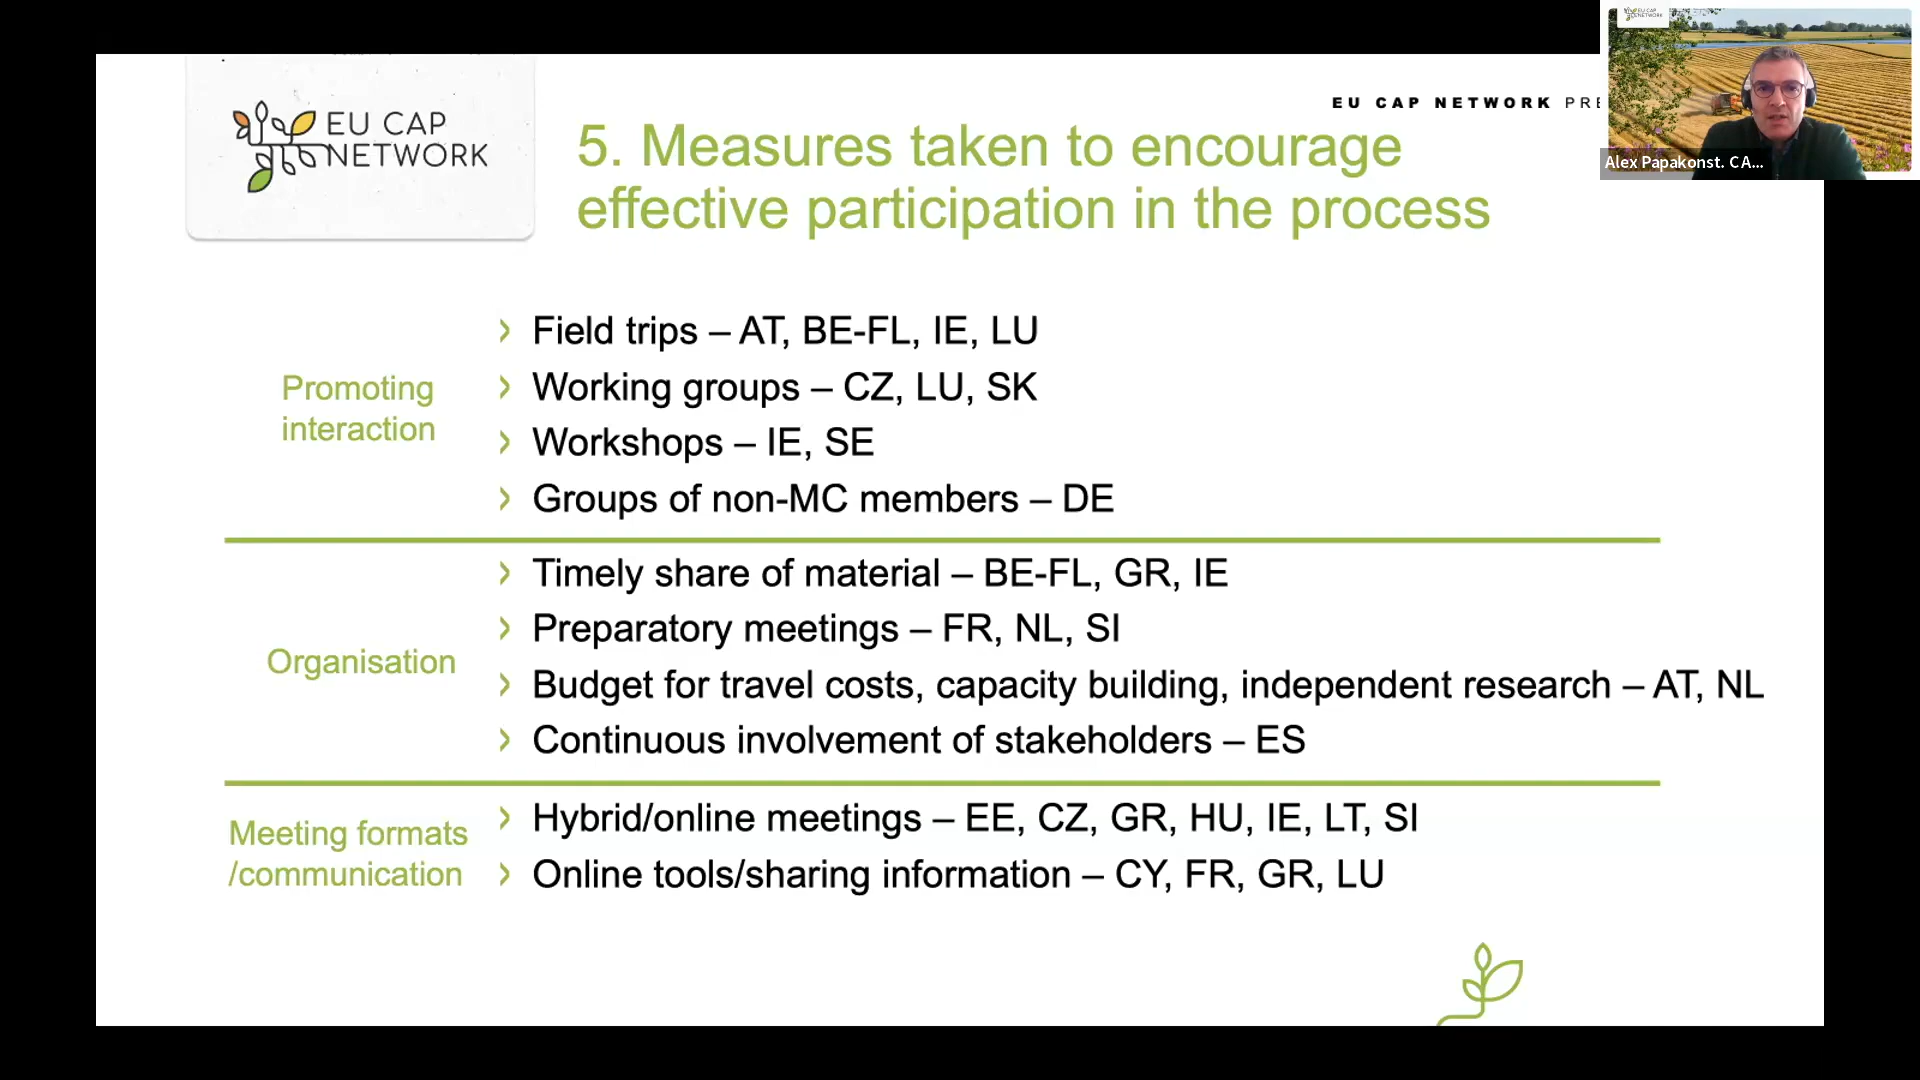 EU CAP
NETWORK
EU CAP NETWORK PRE
5. Measures taken to encourage
effective participation in the process
Alex Papakonst. CA...
Promoting
interaction
› Field trips – AT, BE-FL, IE, LU
› Working groups – CZ, LU, SK
› Workshops – IE, SE
› Groups of non-MC members – DE
Organisation
› Timely share of material – BE-FL, GR, IE
› Preparatory meetings – FR, NL, SI
› Budget for travel costs, capacity building, independent research – AT, NL
› Continuous involvement of stakeholders – ES
Meeting formats
/communication
› Hybrid/online meetings – EE, CZ, GR, HU, IE, LT, SI
› Online tools/sharing information – CY, FR, GR, LU